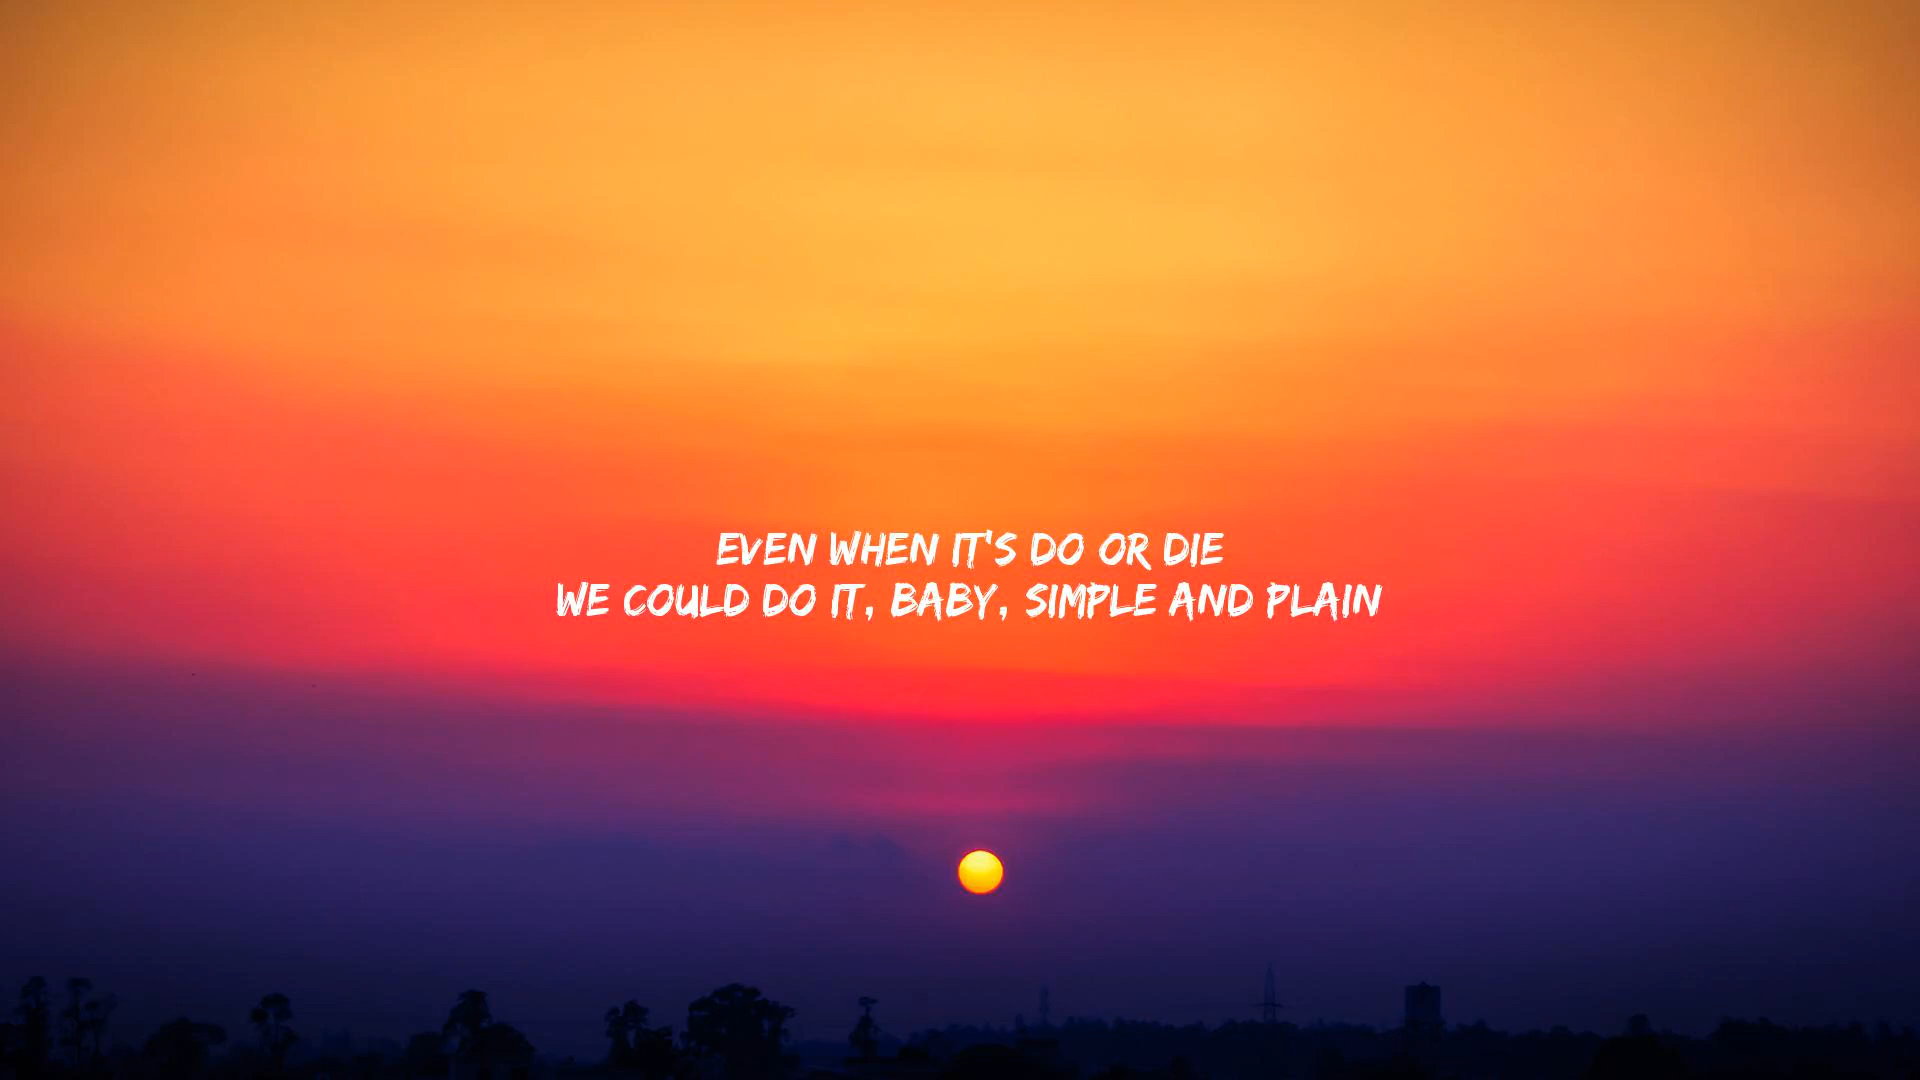 EVEN WHEN IT'S DO OR DIE
WE COULD DO IT, BABY, SIMPLE AND PLAIN